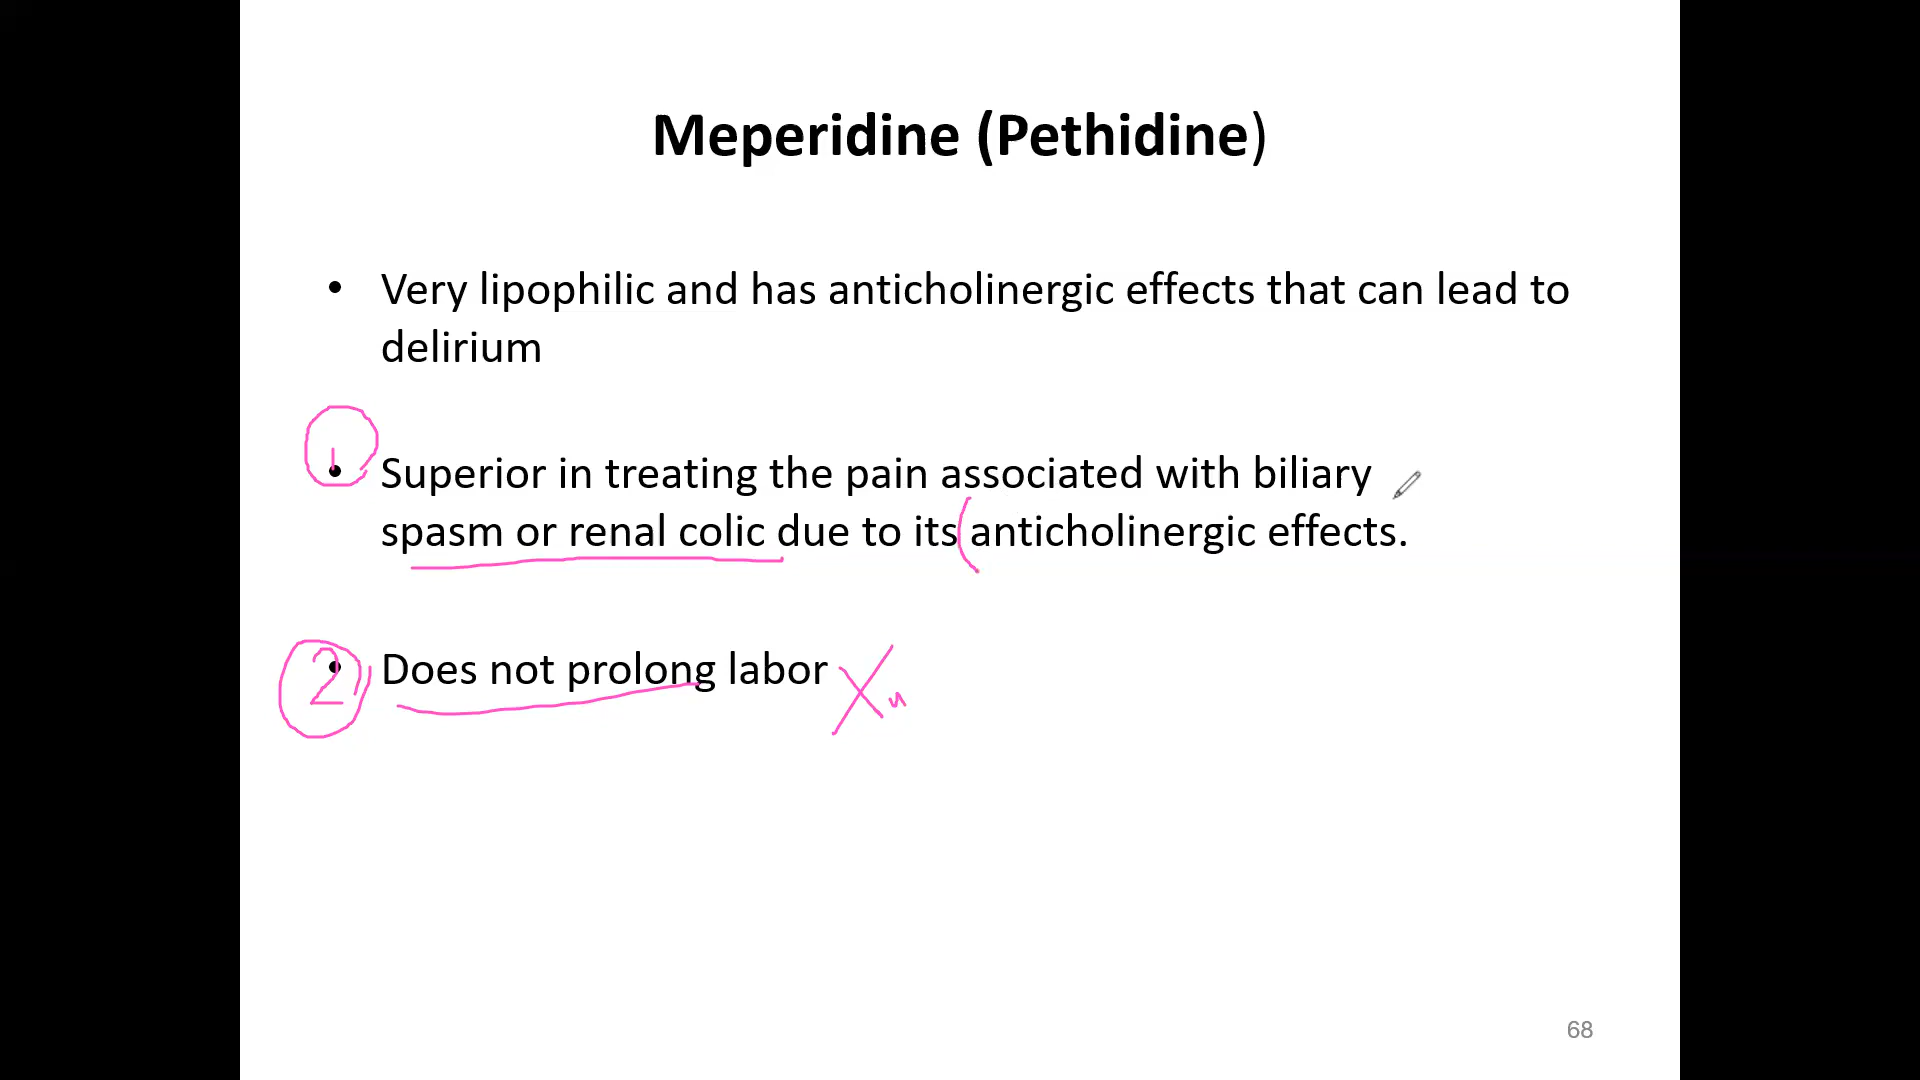 Meperidine (Pethidine)
• Very lipophilic and has anticholinergic effects that can lead to
delirium
1
• Superior in treating the pain associated with biliary
spasm or renal colic due to its anticholinergic effects.
2
• Does not prolong labor
68